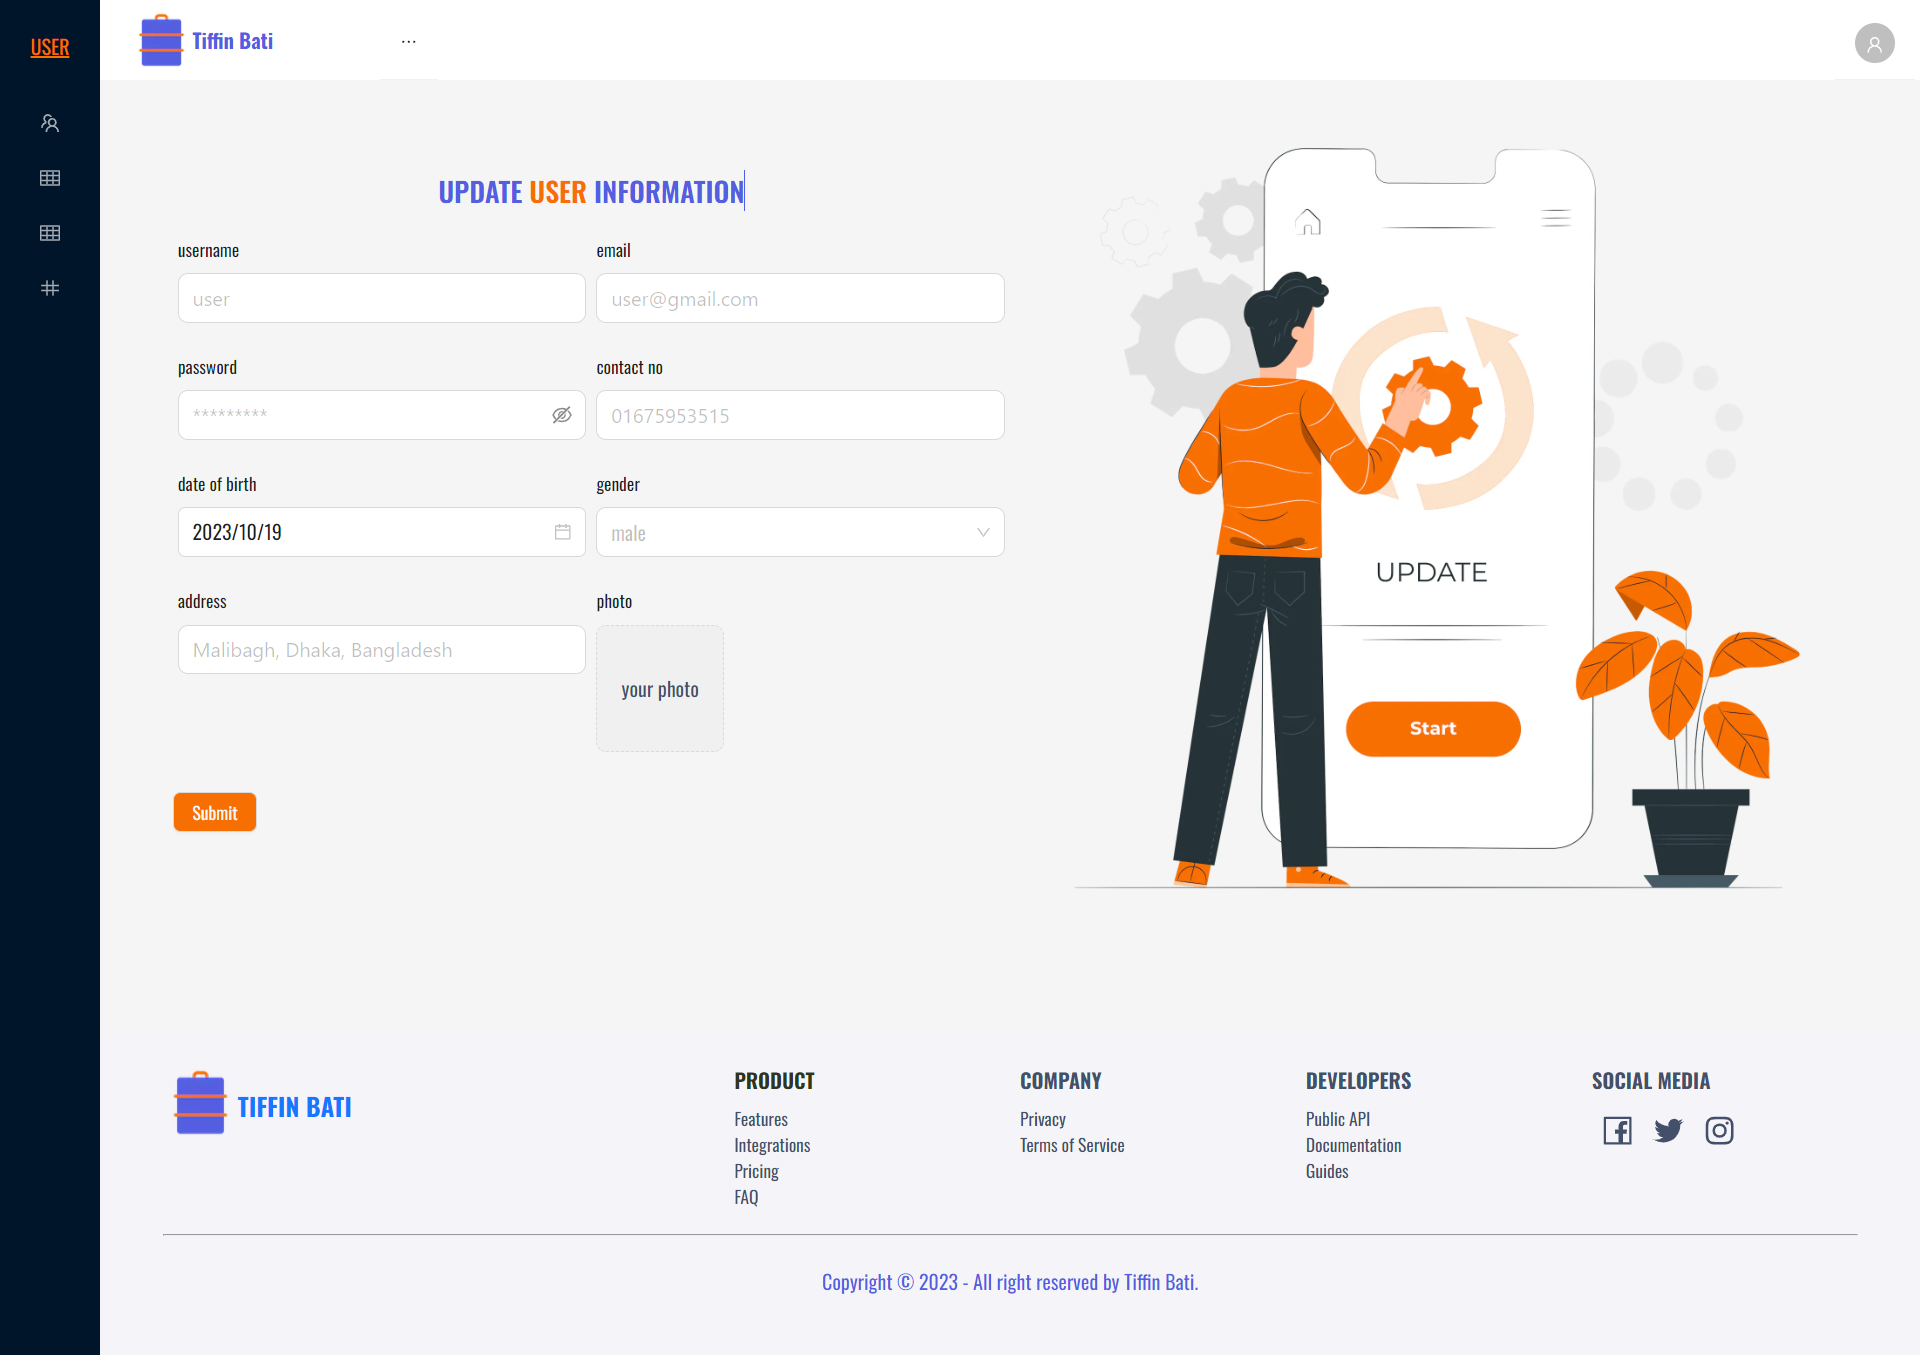 USER
Tiffin Bati
...
UPDATE USER INFORMATION
username
email
user
user@gmail.com
password
contact no
*********
01675953515
date of birth
gender
2023/10/19
male
address
photo
Malibagh, Dhaka, Bangladesh
your photo
Submit
UPDATE
Start
TIFFIN BATI
PRODUCT
Features
Integrations
Pricing
FAQ
COMPANY
Privacy
Terms of Service
DEVELOPERS
Public API
Documentation
Guides
SOCIAL MEDIA
Copyright © 2023 - All right reserved by Tiffin Bati.